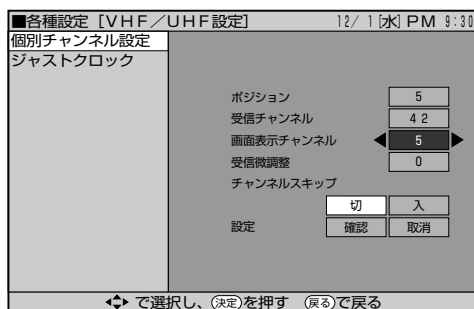 ■各種設定［VHF／UHF設定］ 12/ 1[水] PM 9:30
個別チャンネル設定
ジャストクロック
ポジション 5
受信チャンネル 42
画面表示チャンネル ◀ 5 ▶
受信微調整 0
チャンネルスキップ
切 入
設定 確認 取消
で選択し、決定を押す 戻るで戻る